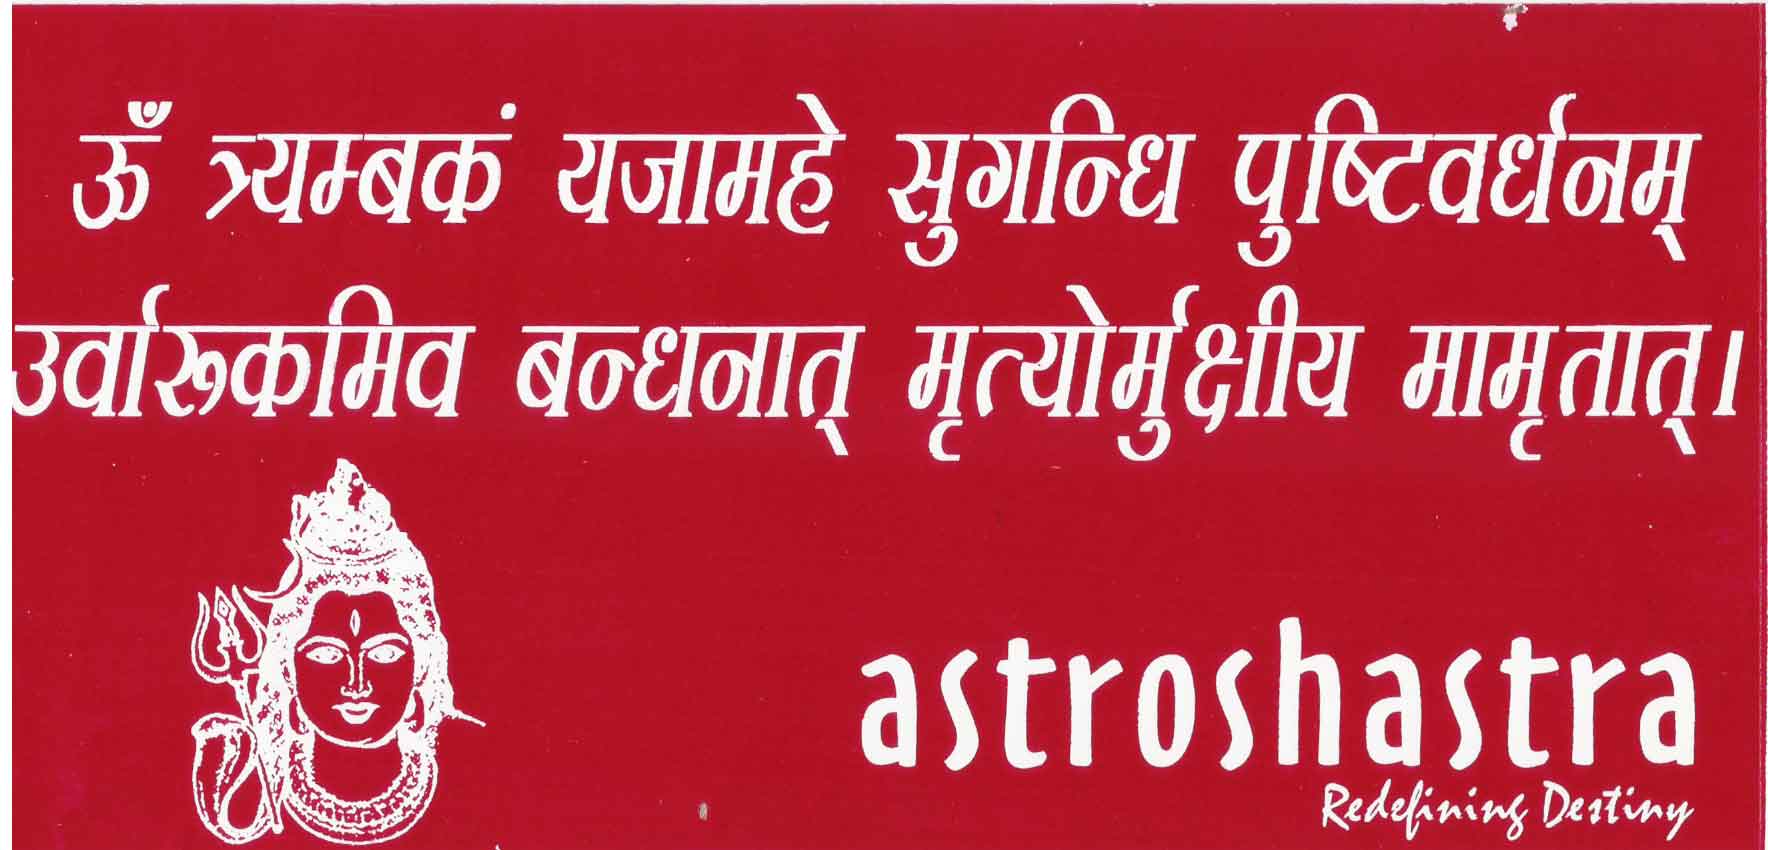 ऊँ त्र्यम्बकं यजामहे सुगन्धि पुष्टिवर्धनम्
उर्वारूकमिव बन्धनात् मृत्योर्मुर्क्षीय मामृतात्।
astroshastra
Redefining Destiny